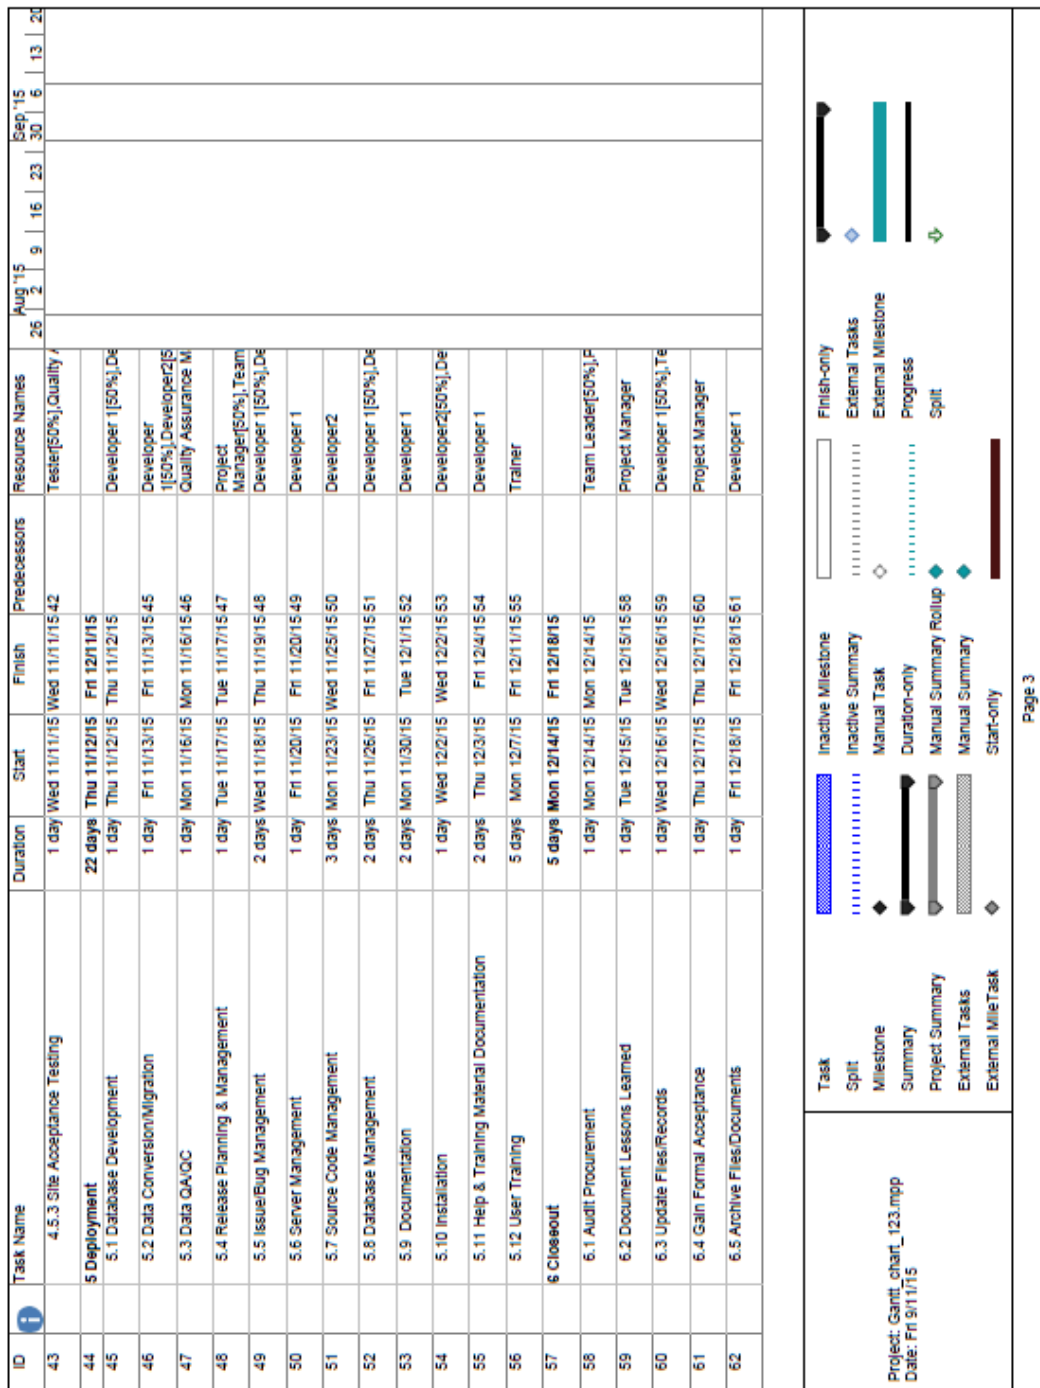 ID Task Name Duration Start Finish Predecessors Resource Names 26 Aug '15 2 9 16 23 30 Sep '15 6 13 20
43 4.5.3 Site Acceptance Testing 1 day Wed 11/11/15 Wed 11/11/15 42 Tester[50%],Quality
44 5 Deployment 22 days Thu 11/12/15 Fri 12/11/15
45 5.1 Database Development 1 day Thu 11/12/15 Thu 11/12/15 Developer 1[50%],De
46 5.2 Data Conversion/Migration 1 day Fri 11/13/15 Fri 11/13/15 45 Developer
1[50%],Developer2[5
47 5.3 Data QA/QC 1 day Mon 11/16/15 Mon 11/16/15 46 Quality Assurance M
48 5.4 Release Planning & Management 1 day Tue 11/17/15 Tue 11/17/15 47 Project
Manager[50%],Team
49 5.5 Issue/Bug Management 2 days Wed 11/18/15 Thu 11/19/15 48 Developer 1[50%],De
50 5.6 Server Management 1 day Fri 11/20/15 Fri 11/20/15 49 Developer 1
51 5.7 Source Code Management 3 days Mon 11/23/15 Wed 11/25/15 50 Developer2
52 5.8 Database Management 2 days Thu 11/26/15 Fri 11/27/15 51 Developer 1[50%],De
53 5.9 Documentation 2 days Mon 11/30/15 Tue 12/1/15 52 Developer 1
54 5.10 Installation 1 day Wed 12/2/15 Wed 12/2/15 53 Developer2[50%],De
55 5.11 Help & Training Material Documentation 2 days Thu 12/3/15 Fri 12/4/15 54 Developer 1
56 5.12 User Training 5 days Mon 12/7/15 Fri 12/11/15 55 Trainer
57 6 Closeout 5 days Mon 12/14/15 Fri 12/18/15
58 6.1 Audit Procurement 1 day Mon 12/14/15 Mon 12/14/15 Team Leader[50%],P
59 6.2 Document Lessons Learned 1 day Tue 12/15/15 Tue 12/15/15 58 Project Manager
60 6.3 Update Files/Records 1 day Wed 12/16/15 Wed 12/16/15 59 Developer 1[50%],Te
61 6.4 Gain Formal Acceptance 1 day Thu 12/17/15 Thu 12/17/15 60 Project Manager
62 6.5 Archive Files/Documents 1 day Fri 12/18/15 Fri 12/18/15 61 Developer 1
Project: Gantt_chart_123.mpp
Date: Fri 9/11/15
Task Inactive Milestone Finish-only
Split Inactive Summary External Tasks
Milestone Manual Task External Milestone
Summary Duration-only Progress
Project Summary Manual Summary Rollup Split
External Tasks Manual Summary
External MileTask Start-only
Page 3